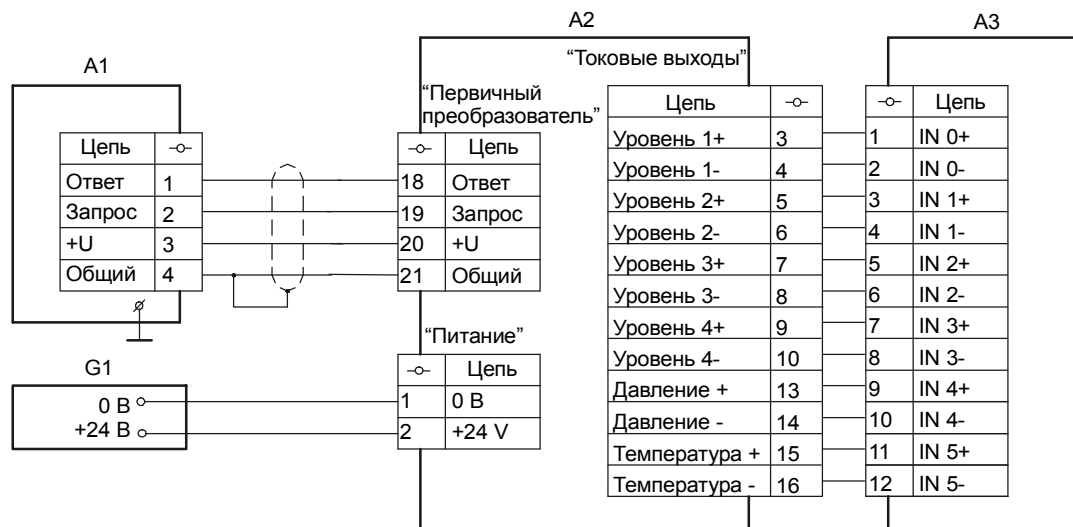 A1
A2
A3
“Токовые выходы”
“Первичный
преобразователь”
Цепь
Ответ 1
Запрос 2
+U 3
Общий 4
Цепь
18 Ответ
19 Запрос
20 +U
21 Общий
“Питание”
Цепь
1 0 В
2 +24 V
G1
0 В
+24 В
Цепь
Уровень 1+ 3
Уровень 1- 4
Уровень 2+ 5
Уровень 2- 6
Уровень 3+ 7
Уровень 3- 8
Уровень 4+ 9
Уровень 4- 10
Давление + 13
Давление - 14
Температура + 15
Температура - 16
Цепь
1 IN 0+
2 IN 0-
3 IN 1+
4 IN 1-
5 IN 2+
6 IN 2-
7 IN 3+
8 IN 3-
9 IN 4+
10 IN 4-
11 IN 5+
12 IN 5-